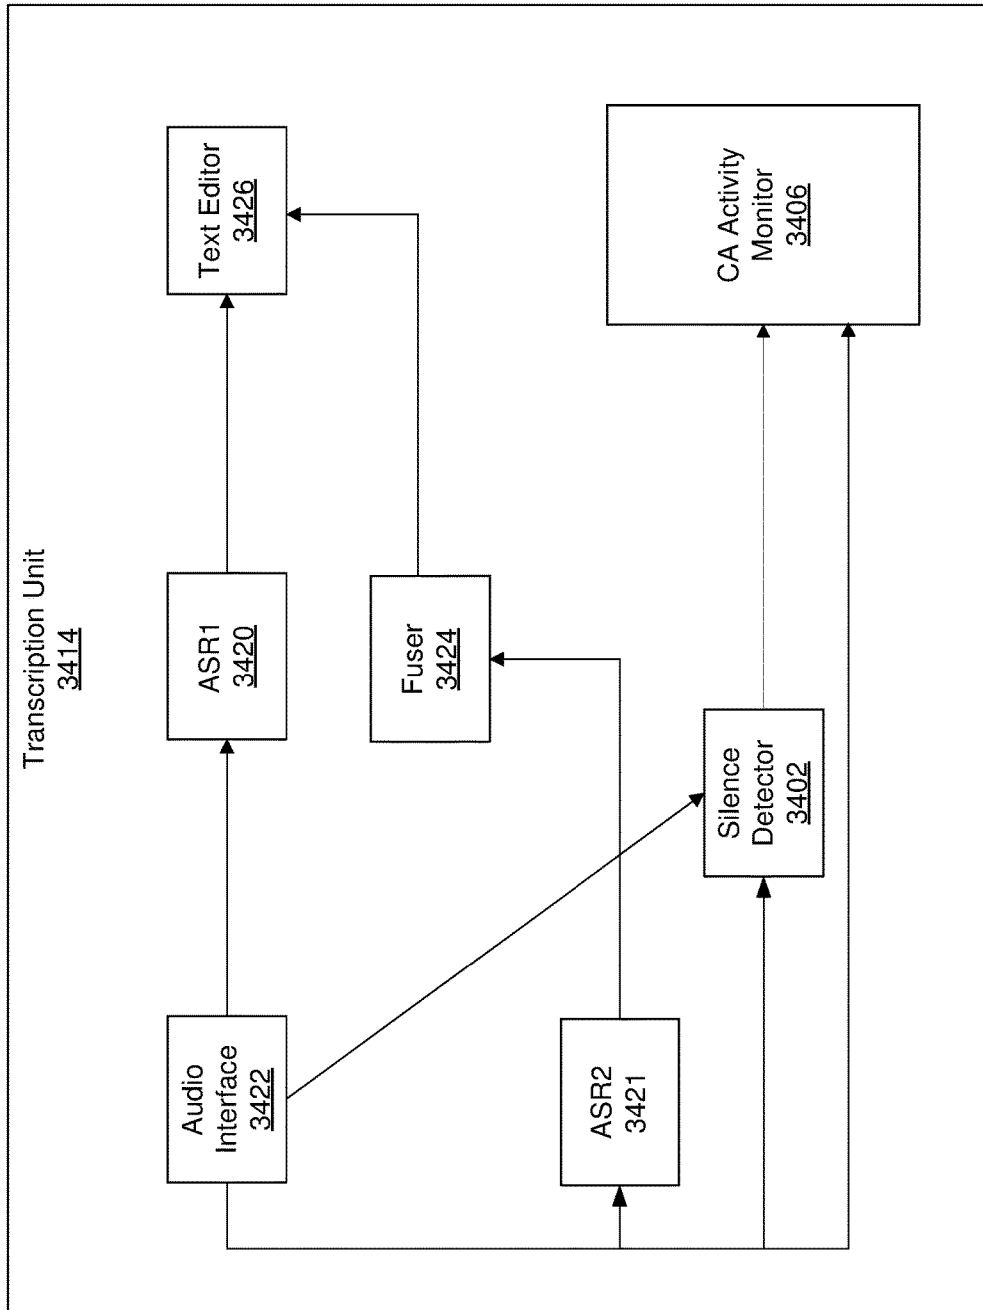 Transcription Unit
3414
Audio
Interface
3422
ASR1
3420
Text Editor
3426
Fuser
3424
ASR2
3421
Silence
Detector
3402
CA Activity
Monitor
3406